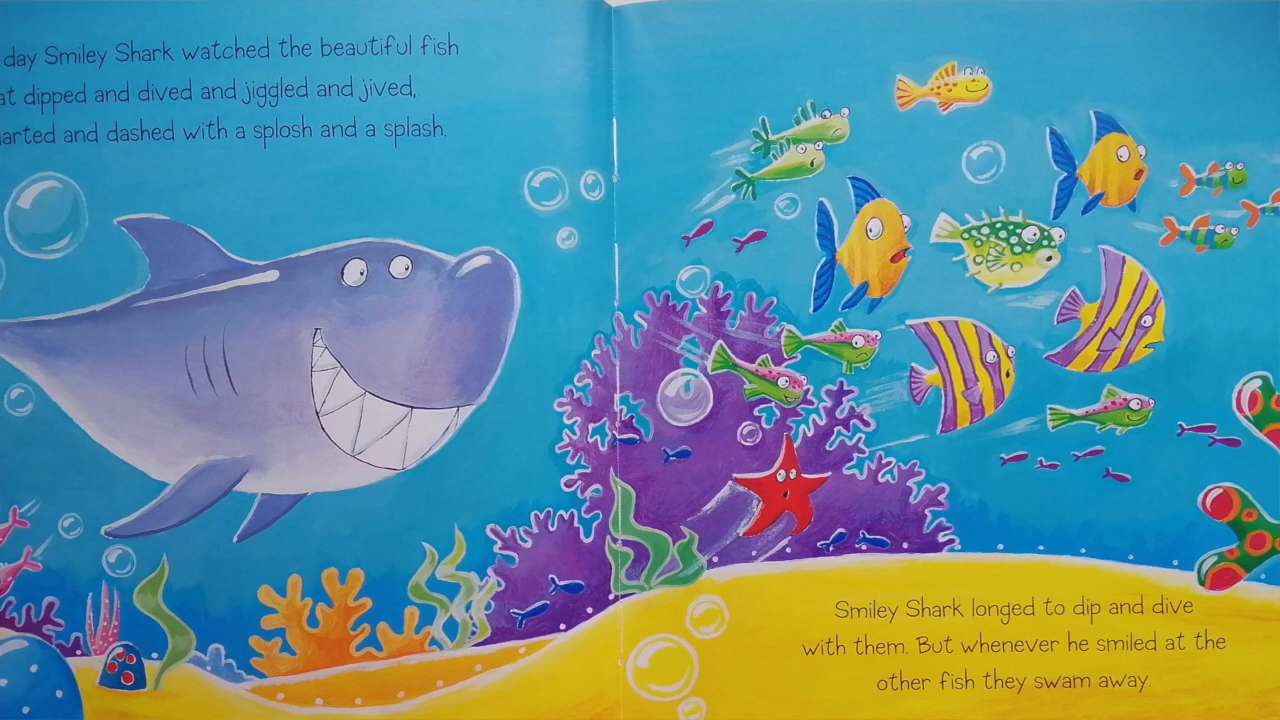 day Smiley Shark watched the beautiful fish
at dipped and dived and jiggled and jived,
arted and dashed with a splosh and a splash.
Smiley Shark longed to dip and dive
with them. But whenever he smiled at the
other fish they swam away.